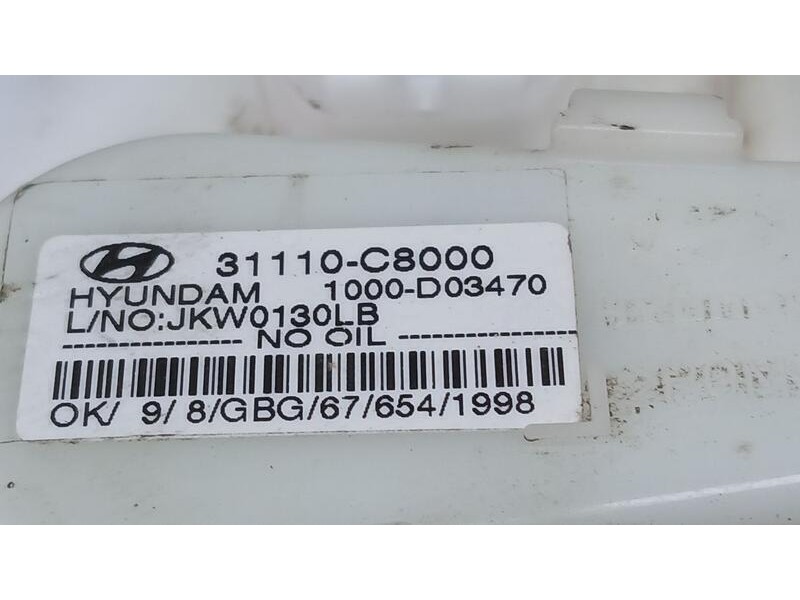 31110-C8000
HYUNDAM 1000-D03470
L/NO:JKW0130LB
NO OIL
OK/ 9/ 8/GBG/67/654/1998